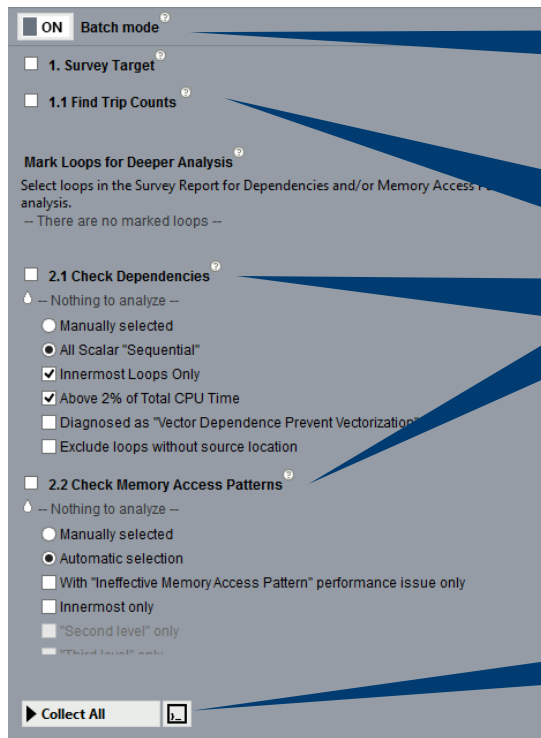 ON Batch mode ?
1. Survey Target ?
1.1 Find Trip Counts ?
Mark Loops for Deeper Analysis ?
Select loops in the Survey Report for Dependencies and/or Memory Access
analysis.
-- There are no marked loops --
2.1 Check Dependencies ?
-- Nothing to analyze --
Manually selected
All Scalar "Sequential"
Innermost Loops Only
Above 2% of Total CPU Time
Diagnosed as "Vector Dependence Prevent Vectorization"
Exclude loops without source location
2.2 Check Memory Access Patterns ?
-- Nothing to analyze --
Manually selected
Automatic selection
With "Ineffective Memory Access Pattern" performance issue only
Innermost only
"Second level" only
"Third level" only
Collect All